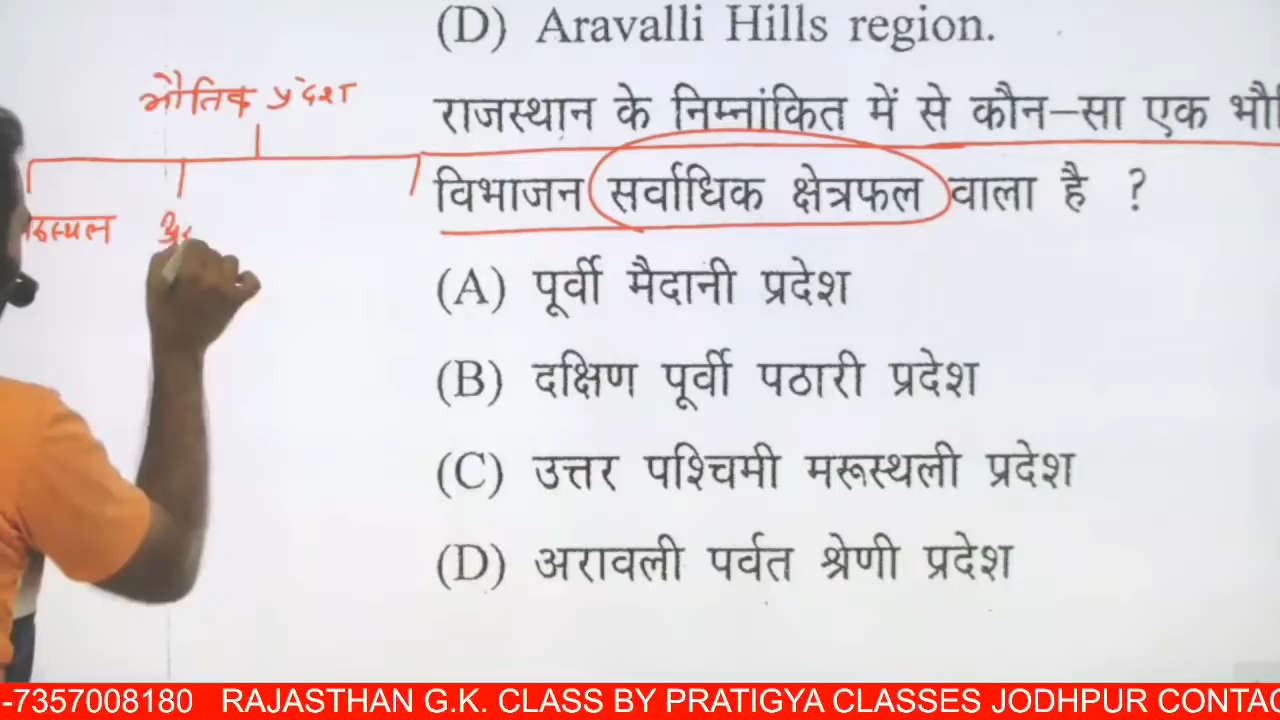 (D) Aravalli Hills region.
भौतिक प्रदेश
राजस्थान के निम्नांकित में से कौन-सा एक
विभाजन सर्वाधिक क्षेत्रफल वाला है ?
(A) पूर्वी मैदानी प्रदेश
(B) दक्षिण पूर्वी पठारी प्रदेश
(C) उत्तर पश्चिमी मरूस्थली प्रदेश
(D) अरावली पर्वत श्रेणी प्रदेश
-7357008180 RAJASTHAN G.K. CLASS BY PRATIGYA CLASSES JODHPUR